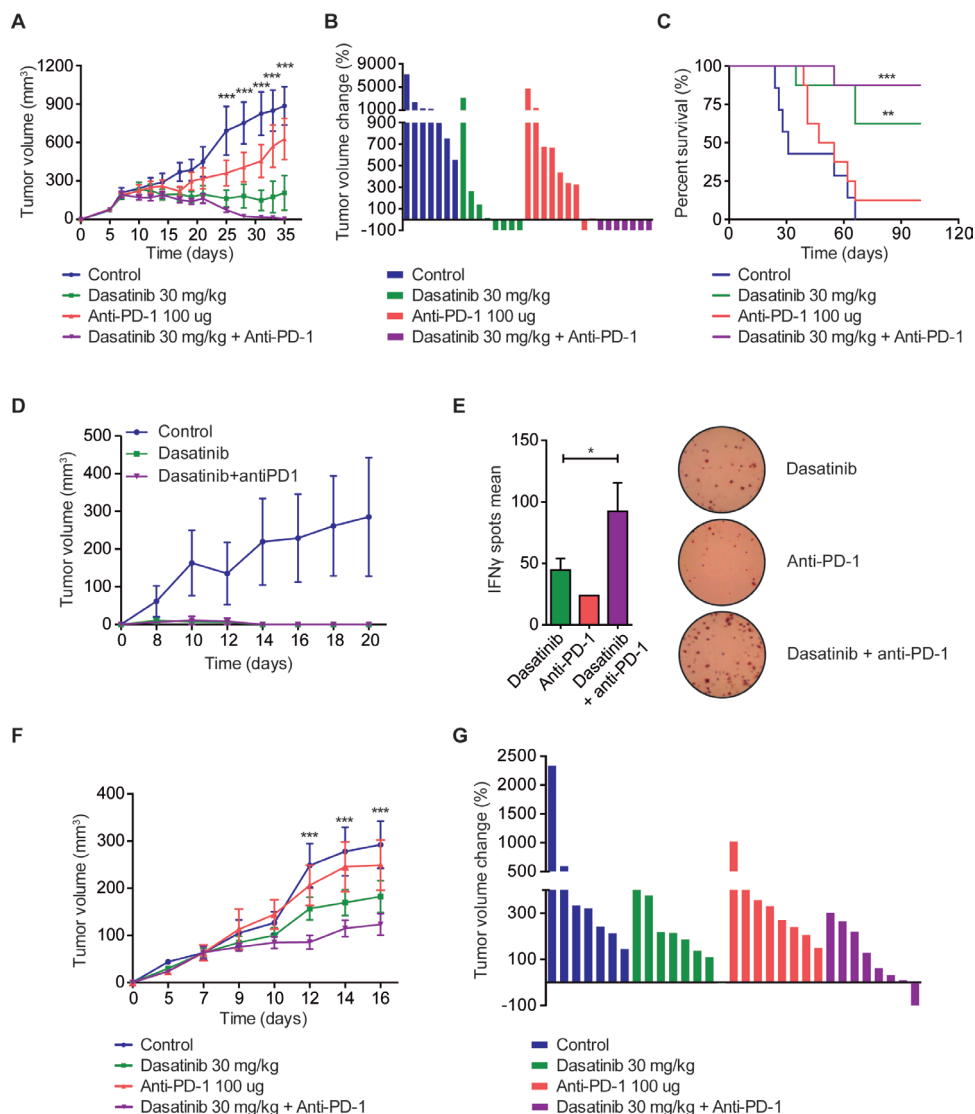 A
B
C
Tumor volume (mm³)
1200
900
600
300
0
***
***
***
***
***
0
5
10
15
20
25
30
35
Time (days)
Control
Dasatinib 30 mg/kg
Anti-PD-1 100 ug
Dasatinib 30 mg/kg + Anti-PD-1
Tumor volume change (%)
9000
5000
1000
900
700
500
300
100
-100
Control
Dasatinib 30 mg/kg
Anti-PD-1 100 ug
Dasatinib 30 mg/kg + Anti-PD-1
Percent survival (%)
100
75
50
25
0
***
**
0
30
60
90
120
Time (days)
Control
Dasatinib 30 mg/kg
Anti-PD-1 100 ug
Dasatinib 30 mg/kg + Anti-PD-1
D
E
Tumor volume (mm³)
500
400
300
200
100
0
Control
Dasatinib
Dasatinib+antiPD1
0
8
10
12
14
16
18
20
Time (days)
IFNγ spots mean
150
100
50
0
*
Dasatinib
Anti-PD-1
Dasatinib
+ anti-PD-1
Dasatinib
Anti-PD-1
Dasatinib + anti-PD-1
F
G
Tumor volume (mm³)
400
300
200
100
0
***
***
***
0
5
7
9
10
12
14
16
Time (days)
Control
Dasatinib 30 mg/kg
Anti-PD-1 100 ug
Dasatinib 30 mg/kg + Anti-PD-1
Tumor volume change (%)
2500
2000
1500
1000
500
300
100
-100
Control
Dasatinib 30 mg/kg
Anti-PD-1 100 ug
Dasatinib 30 mg/kg + Anti-PD-1